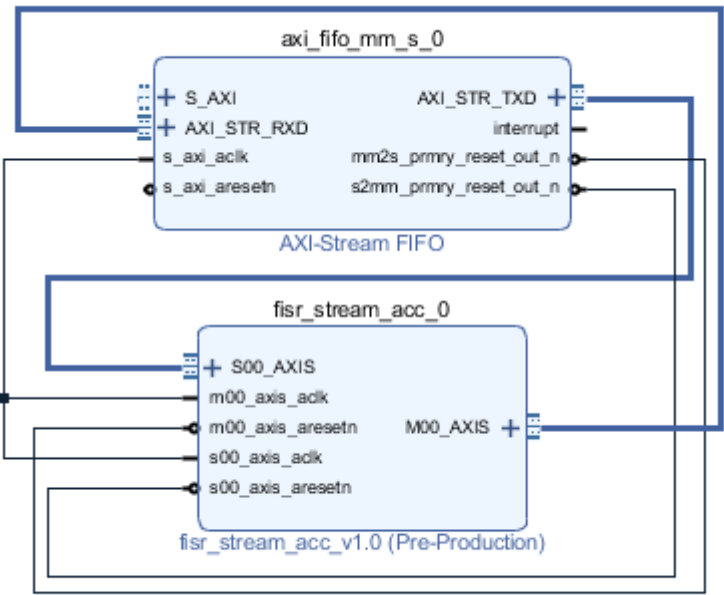 axi_fifo_mm_s_0
S_AXI
AXI_STR_TXD
AXI_STR_RXD
interrupt
s_axi_aclk
mm2s_prmry_reset_out_n
s_axi_aresetn
s2mm_prmry_reset_out_n
AXI-Stream FIFO
fisr_stream_acc_0
S00_AXIS
m00_axis_aclk
m00_axis_aresetn
M00_AXIS
s00_axis_aclk
s00_axis_aresetn
fisr_stream_acc_v1.0 (Pre-Production)